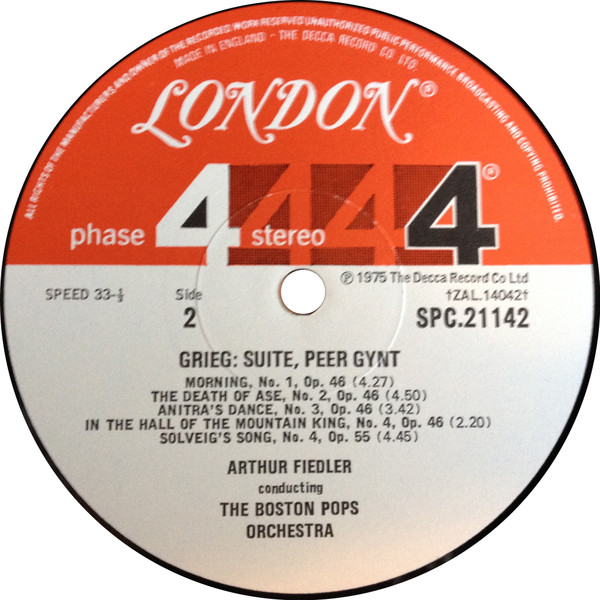 ALL RIGHTS OF THE MANUFACTURERS AND OWNER OF THE RECORDED WORK RESERVED UNAUTHORIZED PUBLIC PERFORMANCE BROADCASTING AND COPYING PROHIBITED.
MADE IN ENGLAND - THE DECCA RECORD CO LTD.
LONDON®
phase 4 stereo 4 4 4®
℗ 1975 The Decca Record Co Ltd
SPEED 33-⅓ Side †ZAL.14042†
2 SPC.21142
GRIEG: SUITE, PEER GYNT
MORNING, No. 1, Op. 46 (4.27)
THE DEATH OF ASE, No. 2, Op. 46 (4.50)
ANITRA'S DANCE, No. 3, Op. 46 (3.42)
IN THE HALL OF THE MOUNTAIN KING, No. 4, Op. 46 (2.20)
SOLVEIG'S SONG, No. 4, Op. 55 (4.45)
ARTHUR FIEDLER
conducting
THE BOSTON POPS
ORCHESTRA